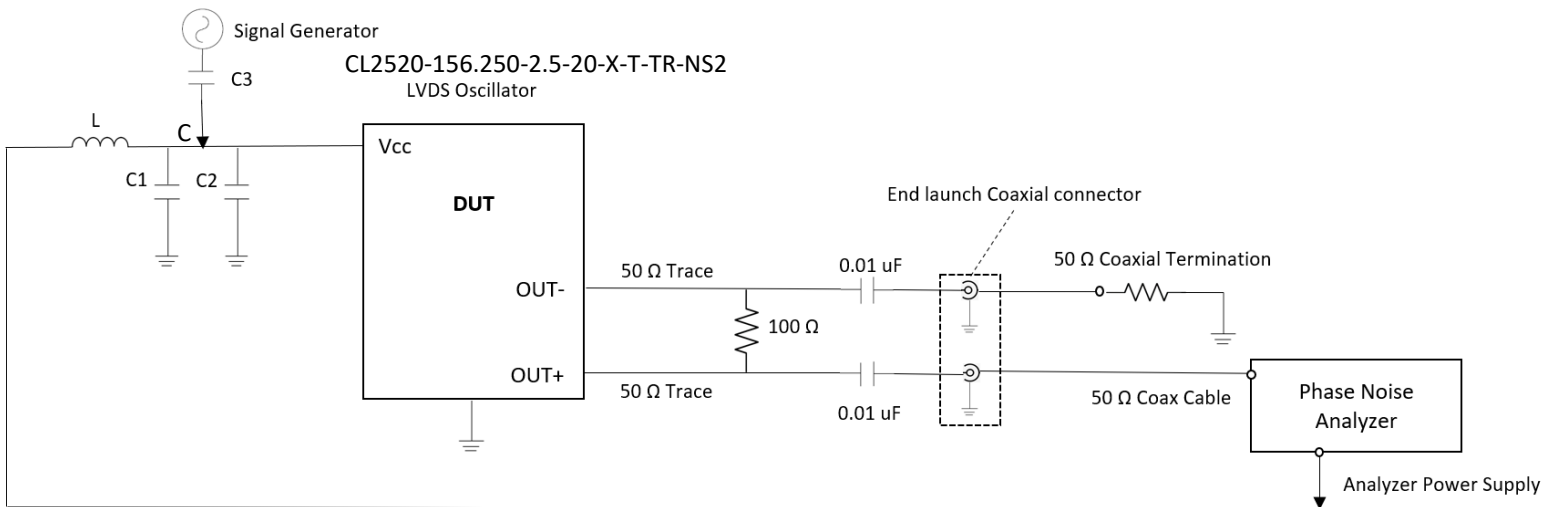 Signal Generator
C3
CL2520-156.250-2.5-20-X-T-TR-NS2
LVDS Oscillator
L
C
Vcc
C1
C2
DUT
End launch Coaxial connector
50 Ω Trace
0.01 uF
50 Ω Coaxial Termination
OUT-
100 Ω
OUT+
50 Ω Trace
0.01 uF
50 Ω Coax Cable
Phase Noise
Analyzer
Analyzer Power Supply